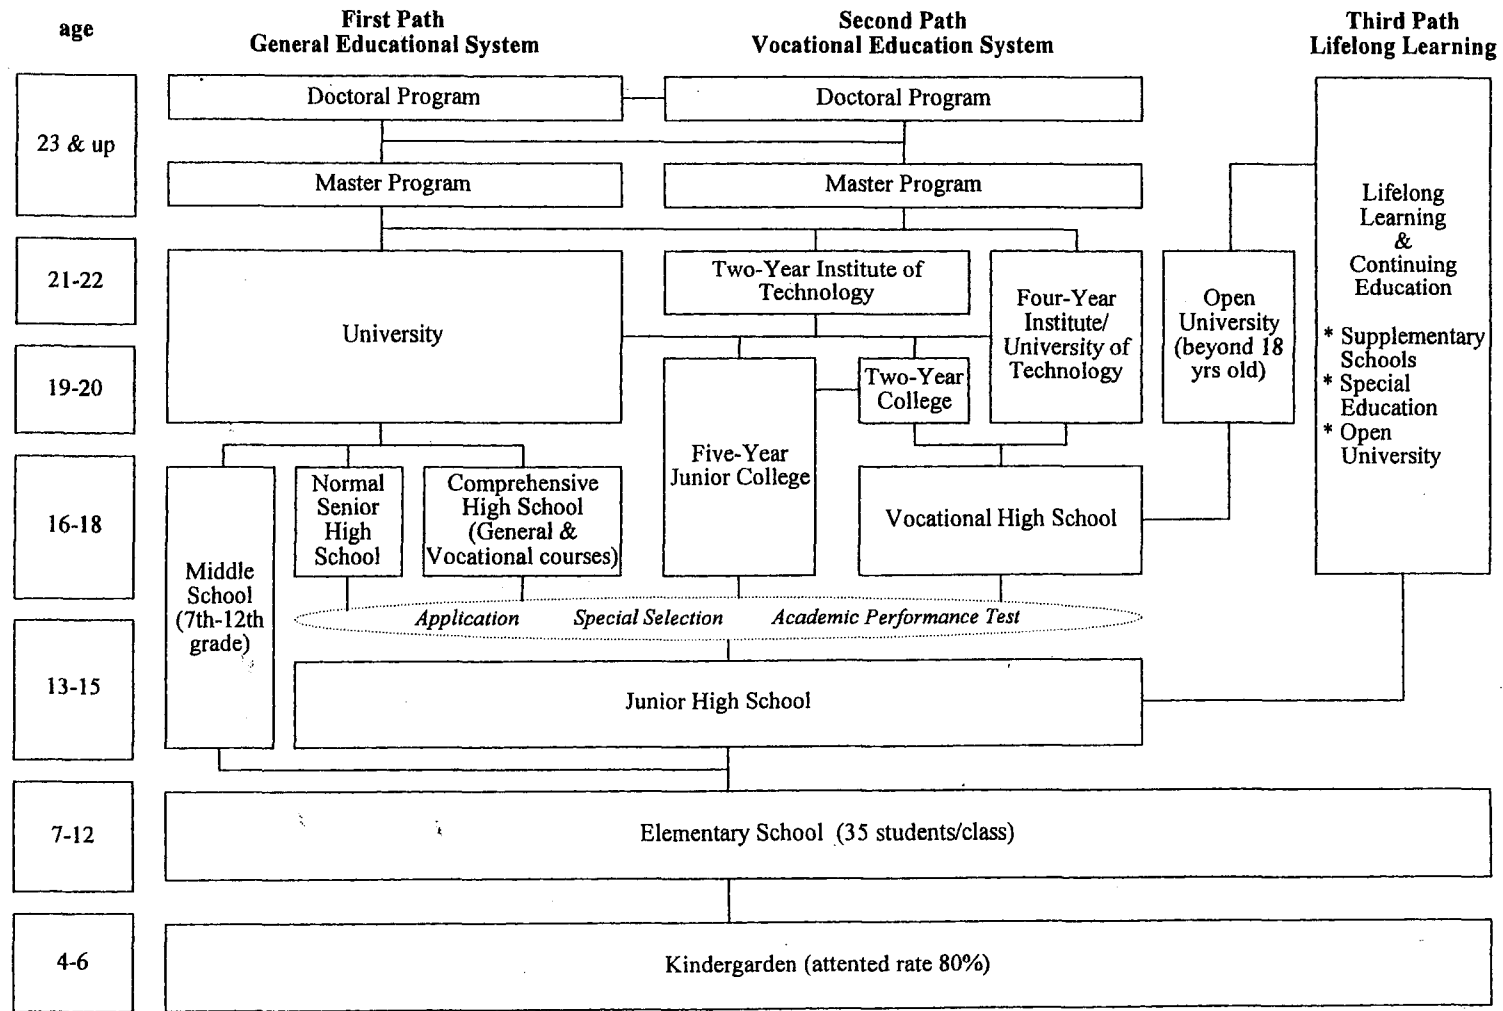 age
First Path
General Educational System
Second Path
Vocational Education System
Third Path
Lifelong Learning
23 & up
Doctoral Program
Doctoral Program
Master Program
Master Program
Lifelong
Learning
&
Continuing
Education
* Supplementary
Schools
* Special
Education
* Open
University
21-22
University
Two-Year Institute of
Technology
Four-Year
Institute/
University of
Technology
Open
University
(beyond 18
yrs old)
19-20
Two-Year
College
Five-Year
Junior College
16-18
Middle
School
(7th-12th
grade)
Normal
Senior
High
School
Comprehensive
High School
(General &
Vocational courses)
Vocational High School
Application Special Selection Academic Performance Test
13-15
Junior High School
7-12
Elementary School (35 students/class)
4-6
Kindergarden (attented rate 80%)